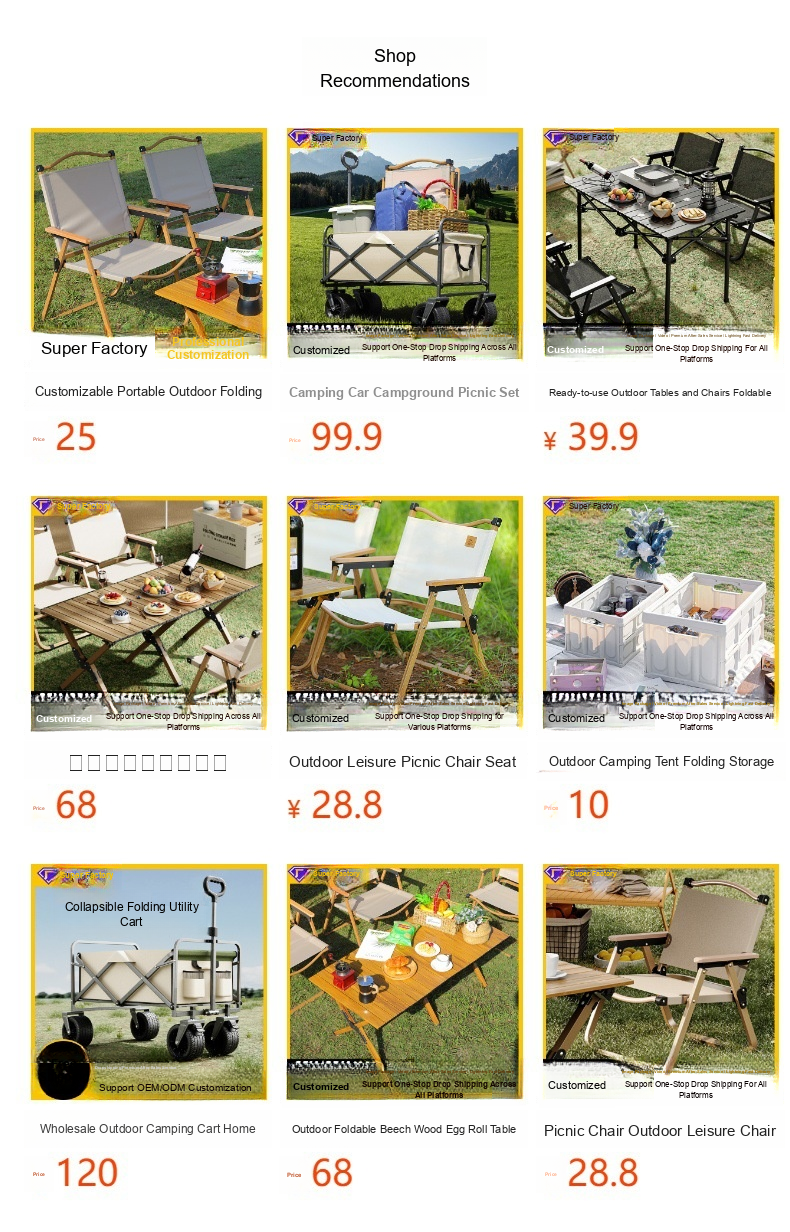 Shop
Recommendations
Super Factory
Professional
Customization
Customizable Portable Outdoor Folding
Price 25
Super Factory
Customized
Support One-Stop Drop Shipping Across All
Platforms
Camping Car Campground Picnic Set
Price 99.9
Super Factory
Customized
Support One-Stop Drop Shipping For All
Platforms
Ready-to-use Outdoor Tables and Chairs Foldable
¥ 39.9
Super Factory
Customized
Support One-Stop Drop Shipping Across All
Platforms
Price 68
Super Factory
Customized
Support One-Stop Drop Shipping for
Various Platforms
Outdoor Leisure Picnic Chair Seat
¥ 28.8
Super Factory
Customized
Support One-Stop Drop Shipping Across All
Platforms
Outdoor Camping Tent Folding Storage
Price 10
Super Factory
Collapsible Folding Utility
Cart
Support OEM/ODM Customization
Wholesale Outdoor Camping Cart Home
Price 120
Super Factory
Customized
Support One-Stop Drop Shipping Across
All Platforms
Outdoor Foldable Beech Wood Egg Roll Table
Price 68
Super Factory
Customized
Support One-Stop Drop Shipping For All
Platforms
Picnic Chair Outdoor Leisure Chair
Price 28.8